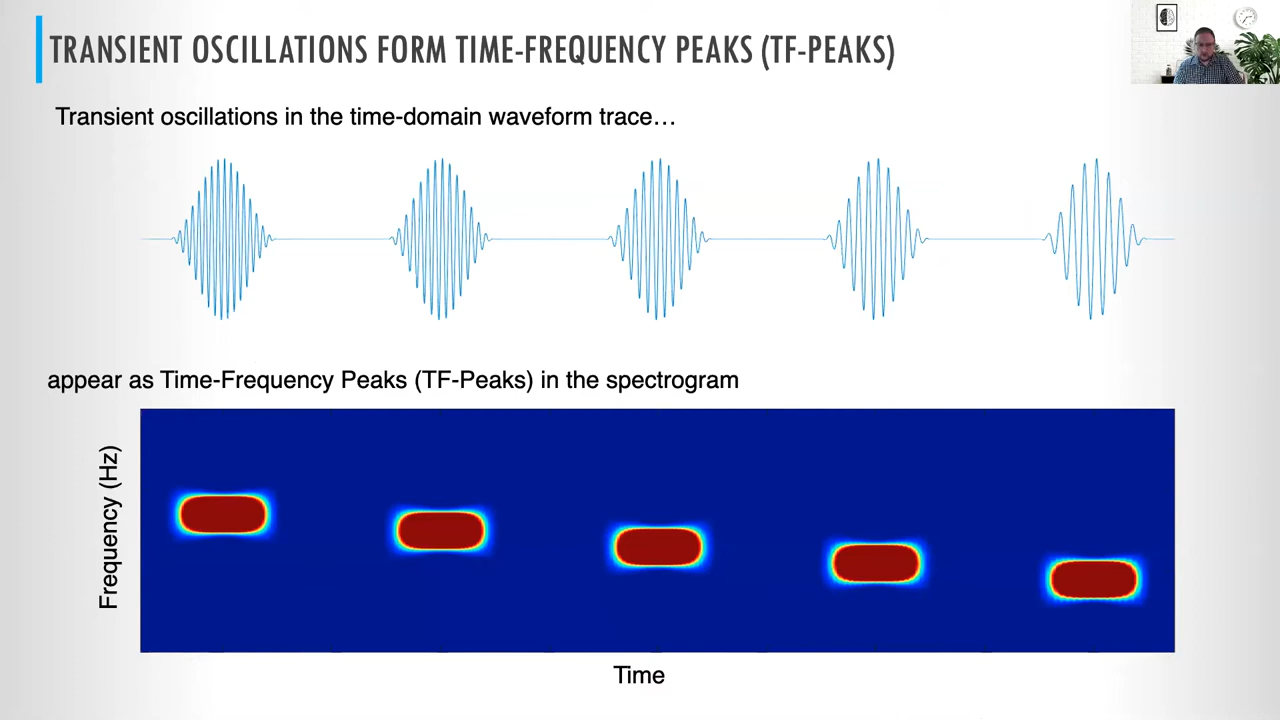 TRANSIENT OSCILLATIONS FORM TIME-FREQUENCY PEAKS (TF-PEAKS)
Transient oscillations in the time-domain waveform trace…
appear as Time-Frequency Peaks (TF-Peaks) in the spectrogram
Frequency (Hz)
Time